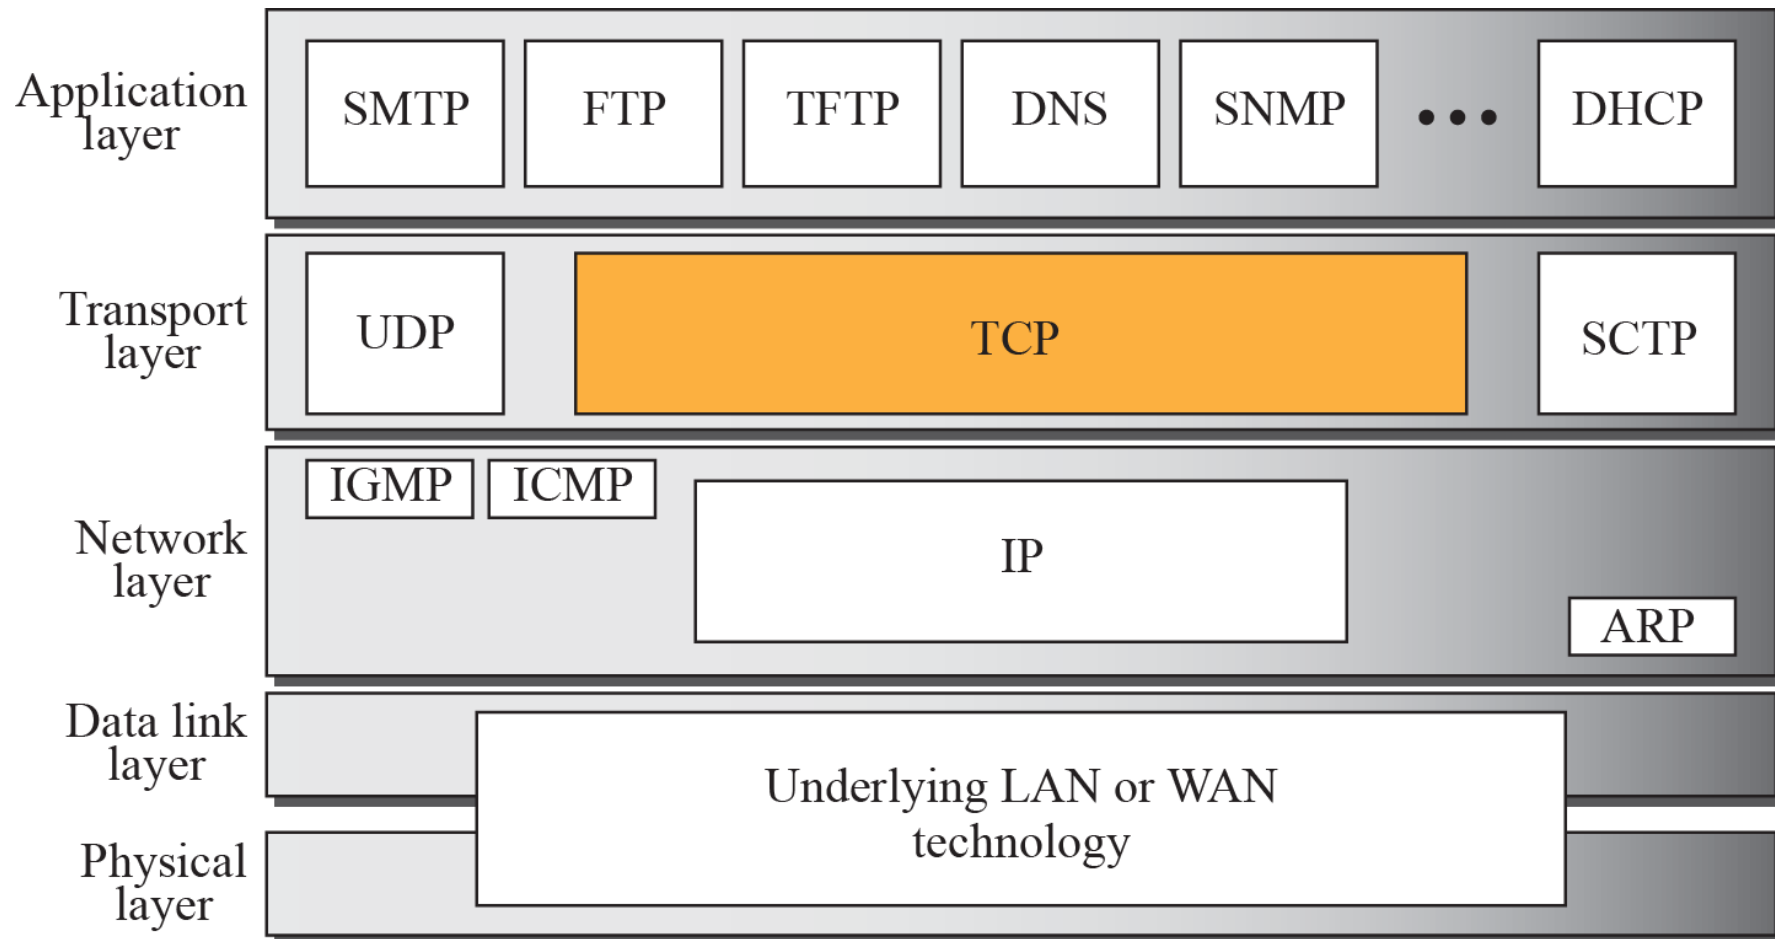 Application
layer
SMTP
FTP
TFTP
DNS
SNMP
•••
DHCP
Transport
layer
UDP
TCP
SCTP
Network
layer
IGMP
ICMP
IP
ARP
Data link
layer
Underlying LAN or WAN
technology
Physical
layer